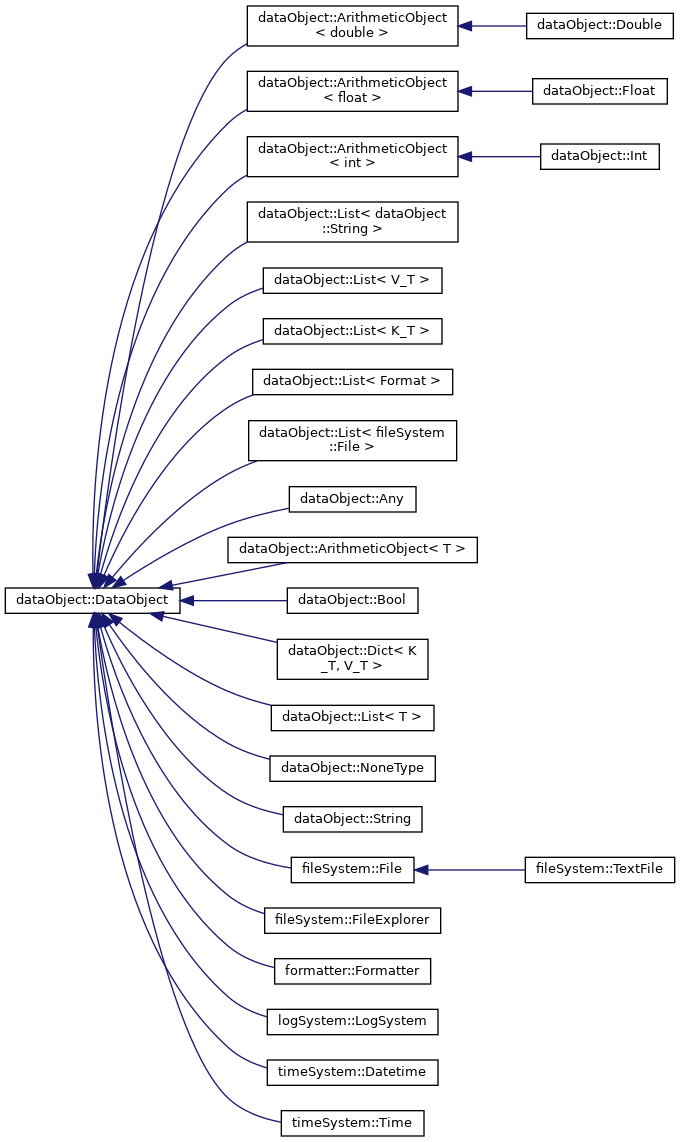 dataObject::ArithmeticObject
< double >
dataObject::Double
dataObject::ArithmeticObject
< float >
dataObject::Float
dataObject::ArithmeticObject
< int >
dataObject::Int
dataObject::List< dataObject
::String >
dataObject::List< V_T >
dataObject::List< K_T >
dataObject::List< Format >
dataObject::List< fileSystem
::File >
dataObject::Any
dataObject::ArithmeticObject< T >
dataObject::DataObject
dataObject::Bool
dataObject::Dict< K
_T, V_T >
dataObject::List< T >
dataObject::NoneType
dataObject::String
fileSystem::File
fileSystem::TextFile
fileSystem::FileExplorer
formatter::Formatter
logSystem::LogSystem
timeSystem::Datetime
timeSystem::Time